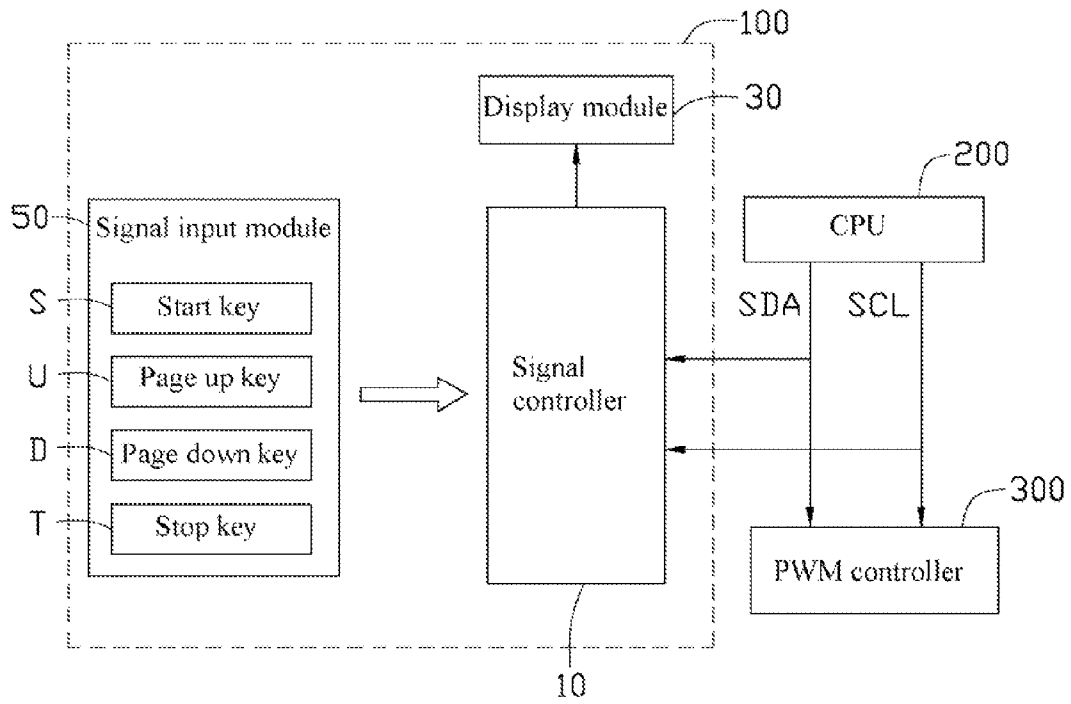 100
Display module
30
200
CPU
50
Signal input module
S
Start key
SDA
SCL
U
Page up key
Signal
controller
D
Page down key
300
T
Stop key
PWM controller
10